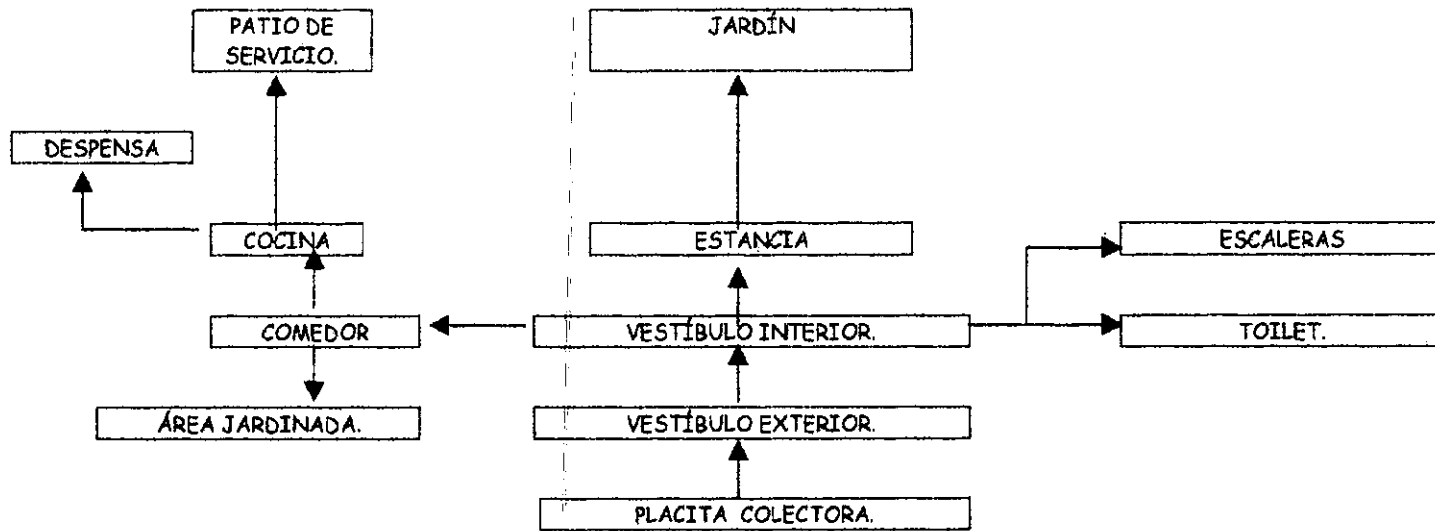 PATIO DE
SERVICIO.
JARDÍN
DESPENSA
COCINA
ESTANCIA
ESCALERAS
COMEDOR
VESTÍBULO INTERIOR.
TOILET.
ÁREA JARDINADA.
VESTÍBULO EXTERIOR.
PLACITA COLECTORA.